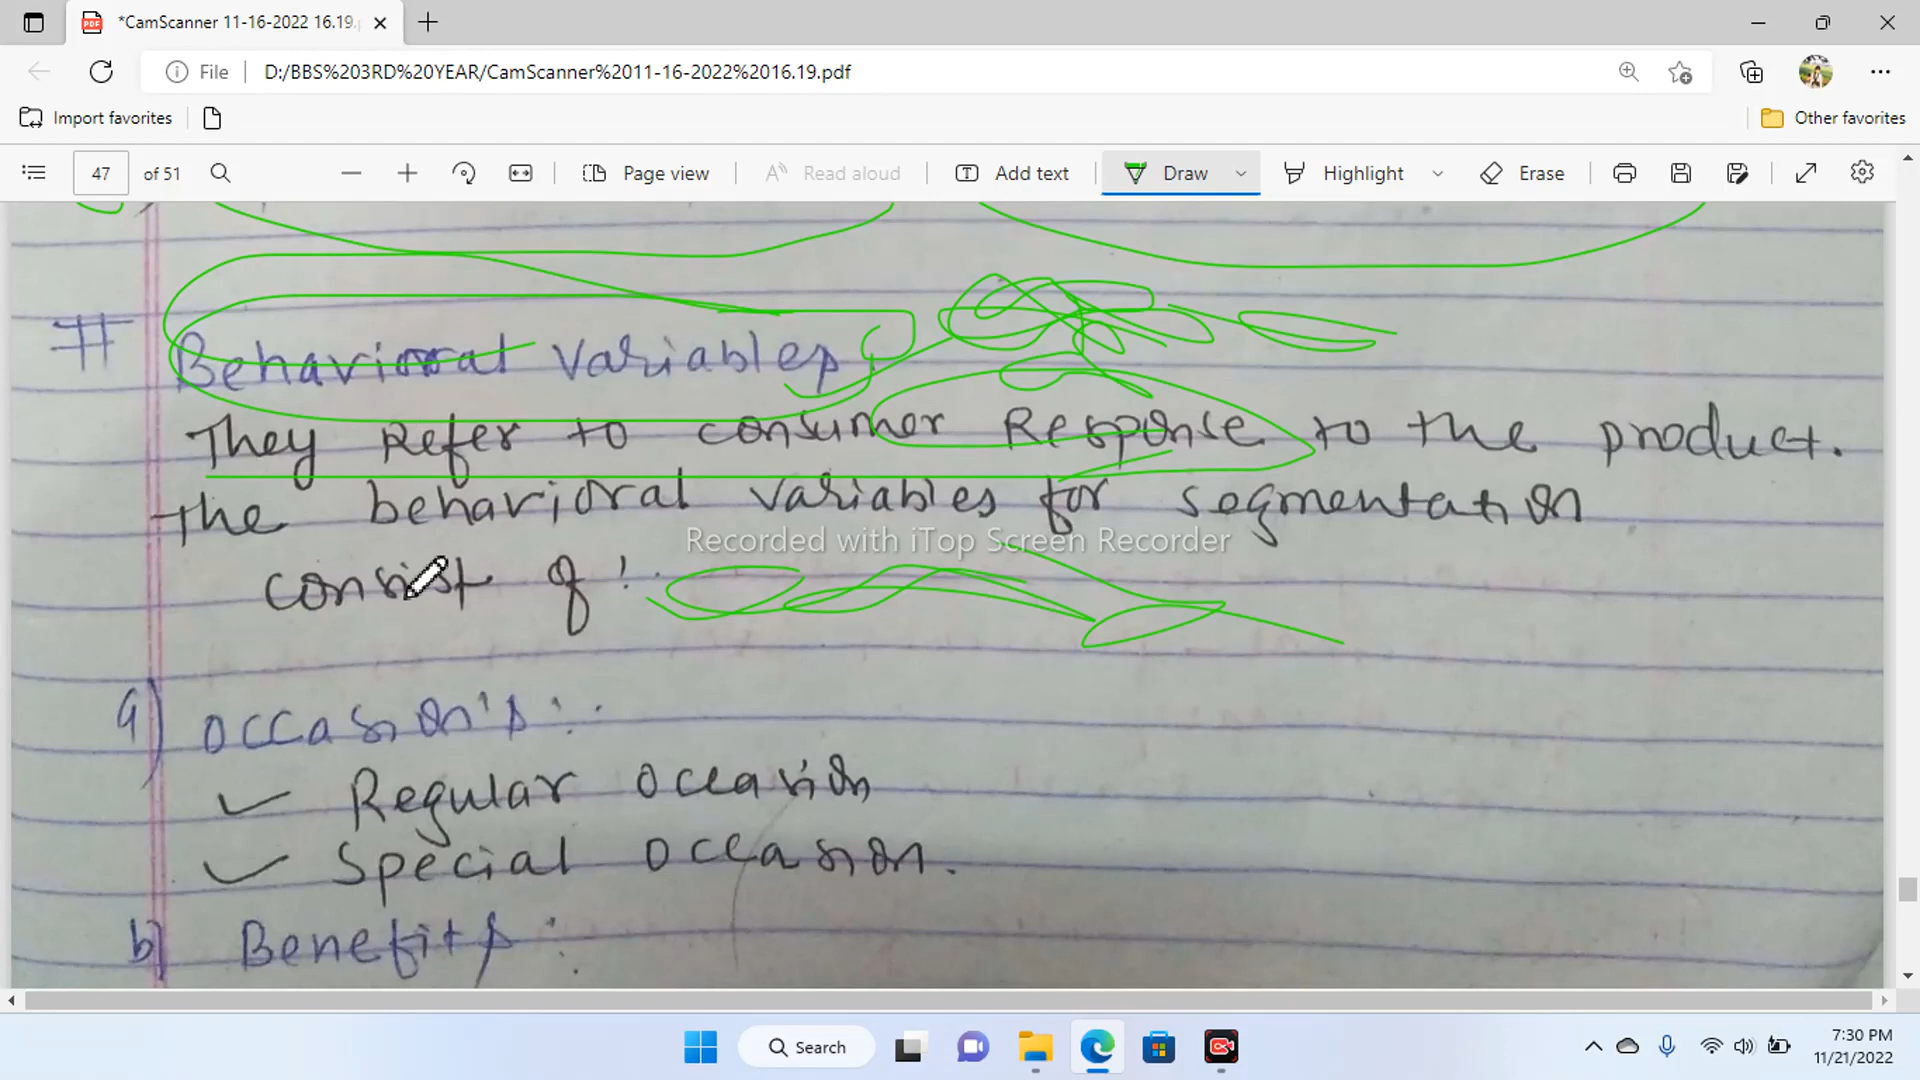 *CamScanner 11-16-2022 16.19.
File D:/BBS%203RD%20YEAR/CamScanner%2011-16-2022%2016.19.pdf
Import favorites
Other favorites
47 of 51
Page view
Read aloud
Add text
Draw
Highlight
Erase
# Behavioral Variables,
They Refer to consumer Response to the product.
The behavioral variables for segmentation
Recorded with iTop Screen Recorder
consist of:
a) Occasion's:
✓ Regular Occasion
✓ Special Occasion.
b) Benefits:
Search
7:30 PM
11/21/2022